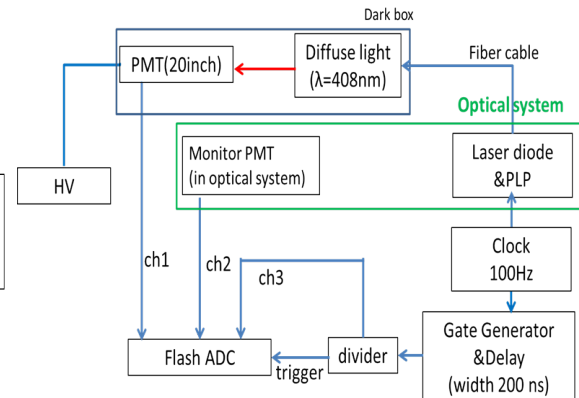 Dark box
PMT(20inch)
Diffuse light
(λ=408nm)
Fiber cable
Optical system
Monitor PMT
(in optical system)
Laser diode
&PLP
HV
Clock
100Hz
ch1
ch2
ch3
Gate Generator
&Delay
(width 200 ns)
Flash ADC
trigger
divider